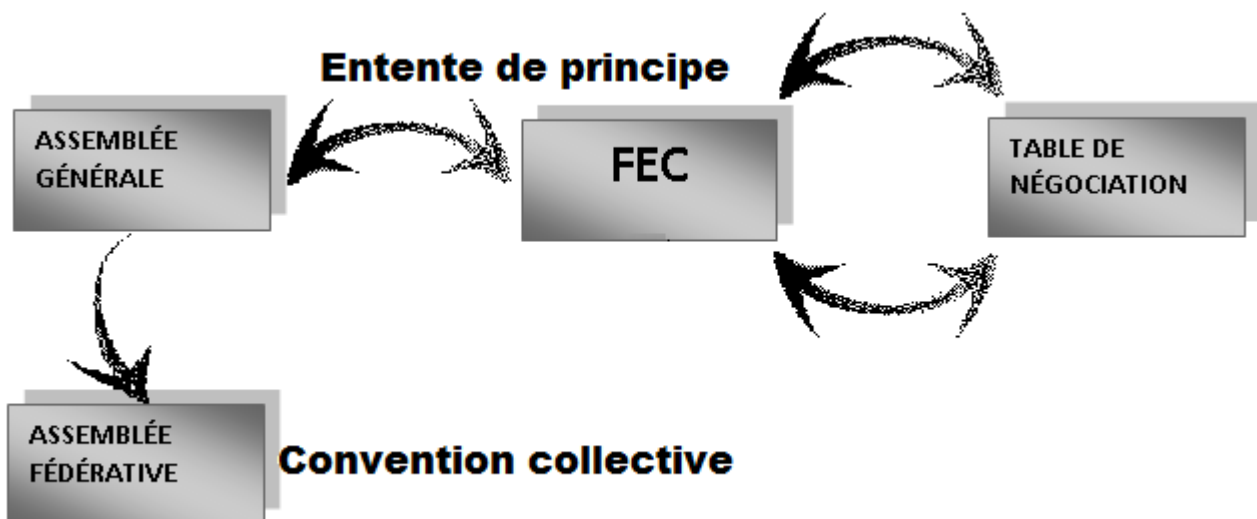 Entente de principe
ASSEMBLÉE
GÉNÉRALE
FEC
TABLE DE
NÉGOCIATION
ASSEMBLÉE
FÉDÉRATIVE
Convention collective